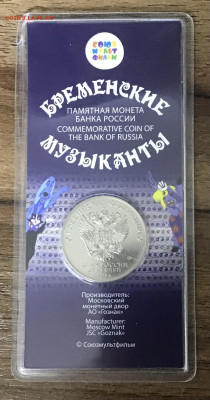 СОЮЗ
МУЛЬТ
ФИЛЬМ
БРЕМЕНСКИЕ
ПАМЯТНАЯ МОНЕТА
БАНКА РОССИИ
COMMEMORATIVE COIN OF
THE BANK OF RUSSIA
МУЗЫКАНТЫ
Производитель:
Московский
монетный двор
АО «Гознак»
Manufacturer:
Moscow Mint
JSC «Goznak»
© Союзмультфильм